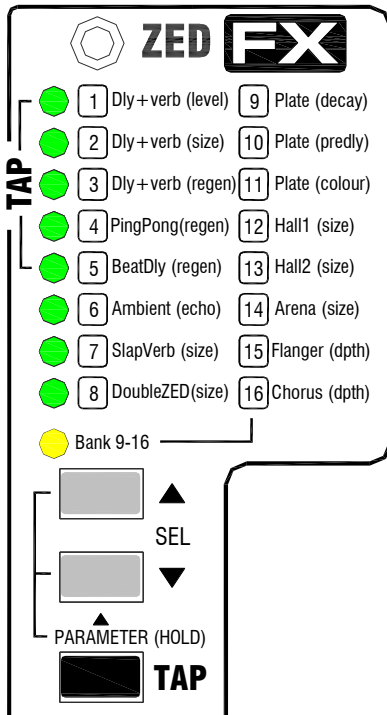 ZED FX
TAP
1 Dly+verb (level) 9 Plate (decay)
2 Dly+verb (size) 10 Plate (predly)
3 Dly+verb (regen) 11 Plate (colour)
4 PingPong(regen) 12 Hall1 (size)
5 BeatDly (regen) 13 Hall2 (size)
6 Ambient (echo) 14 Arena (size)
7 SlapVerb (size) 15 Flanger (dpth)
8 DoubleZED(size) 16 Chorus (dpth)
Bank 9-16
SEL
PARAMETER (HOLD)
TAP